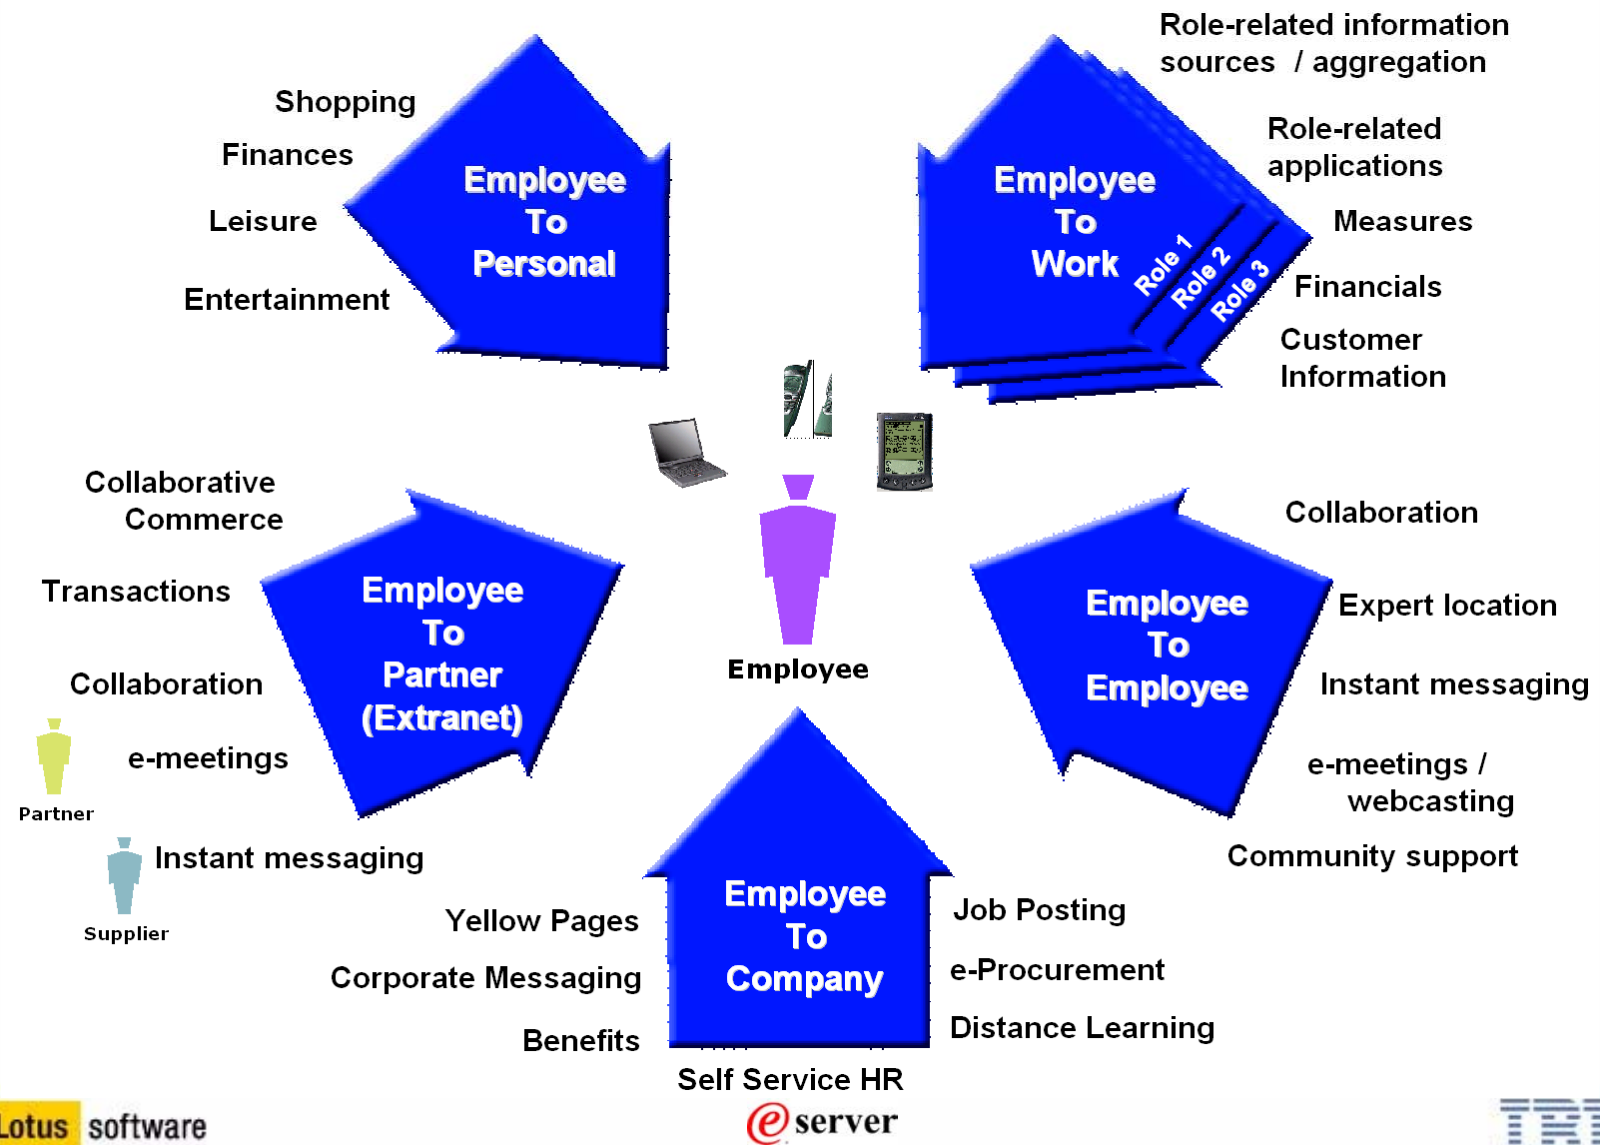 Role-related information
sources / aggregation
Shopping
Finances
Leisure
Entertainment
Employee
To
Personal
Employee
To
Work
Role 1
Role 2
Role 3
Role-related
applications
Measures
Financials
Customer
Information
Collaborative
Commerce
Transactions
Collaboration
e-meetings
Instant messaging
Partner
Supplier
Employee
To
Partner
(Extranet)
Employee
Employee
To
Employee
Collaboration
Expert location
Instant messaging
e-meetings /
webcasting
Community support
Yellow Pages
Corporate Messaging
Benefits
Employee
To
Company
Job Posting
e-Procurement
Distance Learning
Self Service HR
Lotus software
e server